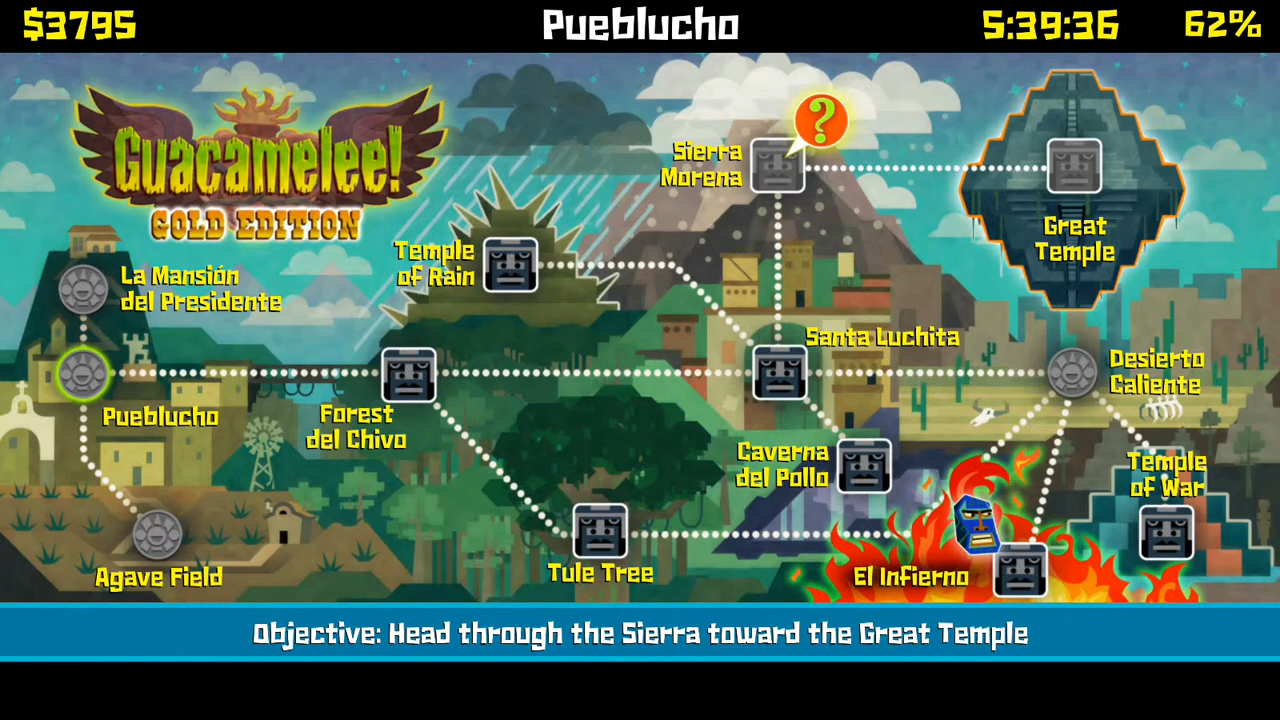 $3795
Pueblucho
5:39:36
62%
Guacamelee!
GOLD EDITION
?
Sierra
Morena
Great
Temple
Temple
of Rain
La Mansión
del Presidente
Santa Luchita
Desierto
Caliente
Pueblucho
Forest
del Chivo
Caverna
del Pollo
Temple
of War
Agave Field
Tule Tree
El Infierno
Objective: Head through the Sierra toward the Great Temple